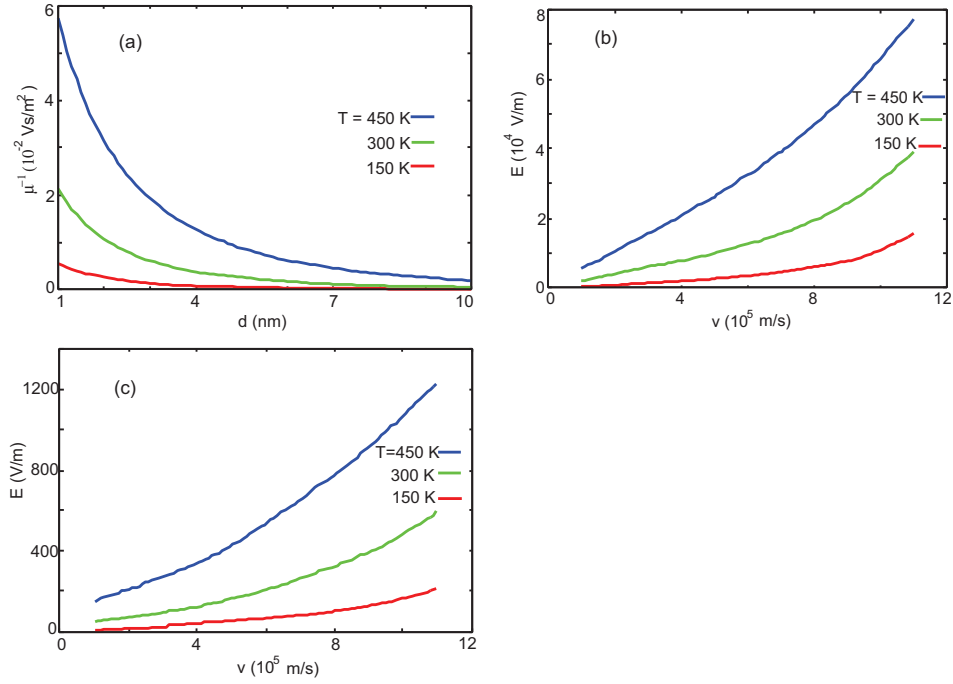 (a)
6
4
2
0
μ⁻¹ (10⁻² Vs/m²)
T = 450 K
300 K
150 K
1
4
7
10
d (nm)
(b)
8
6
4
2
0
E (10⁴ V/m)
T = 450 K
300 K
150 K
0
4
8
12
v (10⁵ m/s)
(c)
1200
800
400
0
E (V/m)
T=450 K
300 K
150 K
0
4
8
12
v (10⁵ m/s)